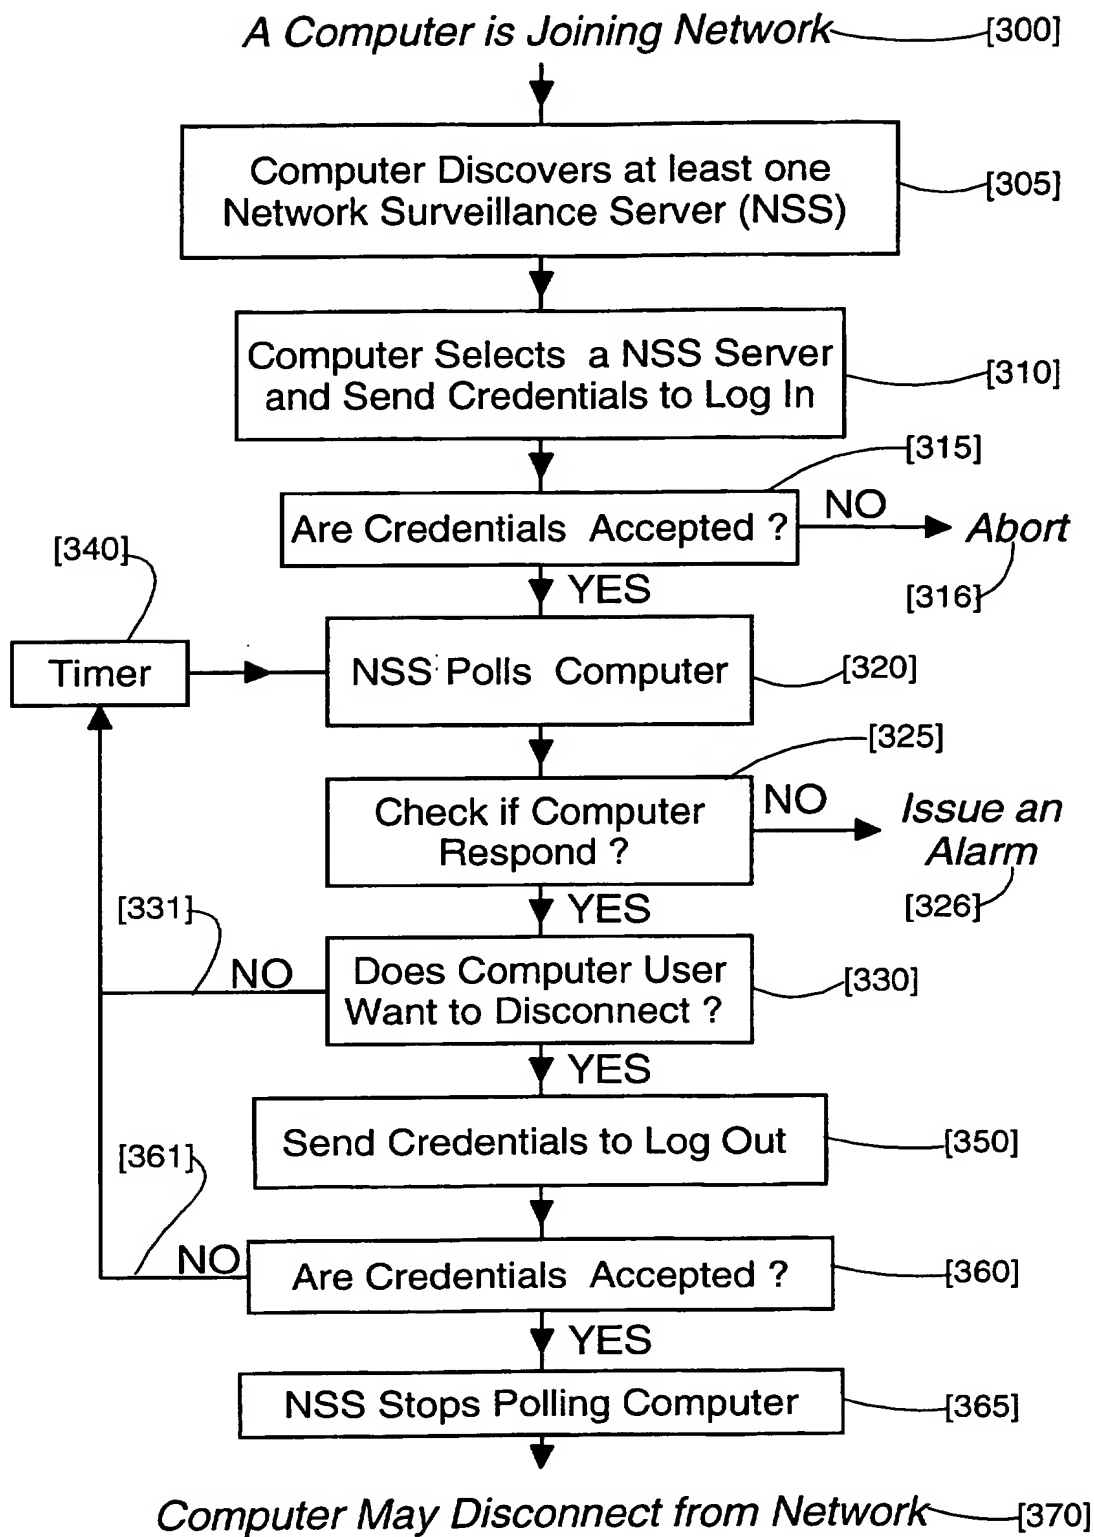 A Computer is Joining Network [300]
Computer Discovers at least one
Network Surveillance Server (NSS)
[305]
Computer Selects a NSS Server
and Send Credentials to Log In
[310]
[315]
Are Credentials Accepted ?
NO
Abort
[316]
YES
[340]
Timer
NSS Polls Computer
[320]
[325]
Check if Computer
Respond ?
NO
Issue an
Alarm
[326]
YES
[331]
NO
Does Computer User
Want to Disconnect ?
[330]
YES
Send Credentials to Log Out
[350]
[361]
NO
Are Credentials Accepted ?
[360]
YES
NSS Stops Polling Computer
[365]
Computer May Disconnect from Network [370]